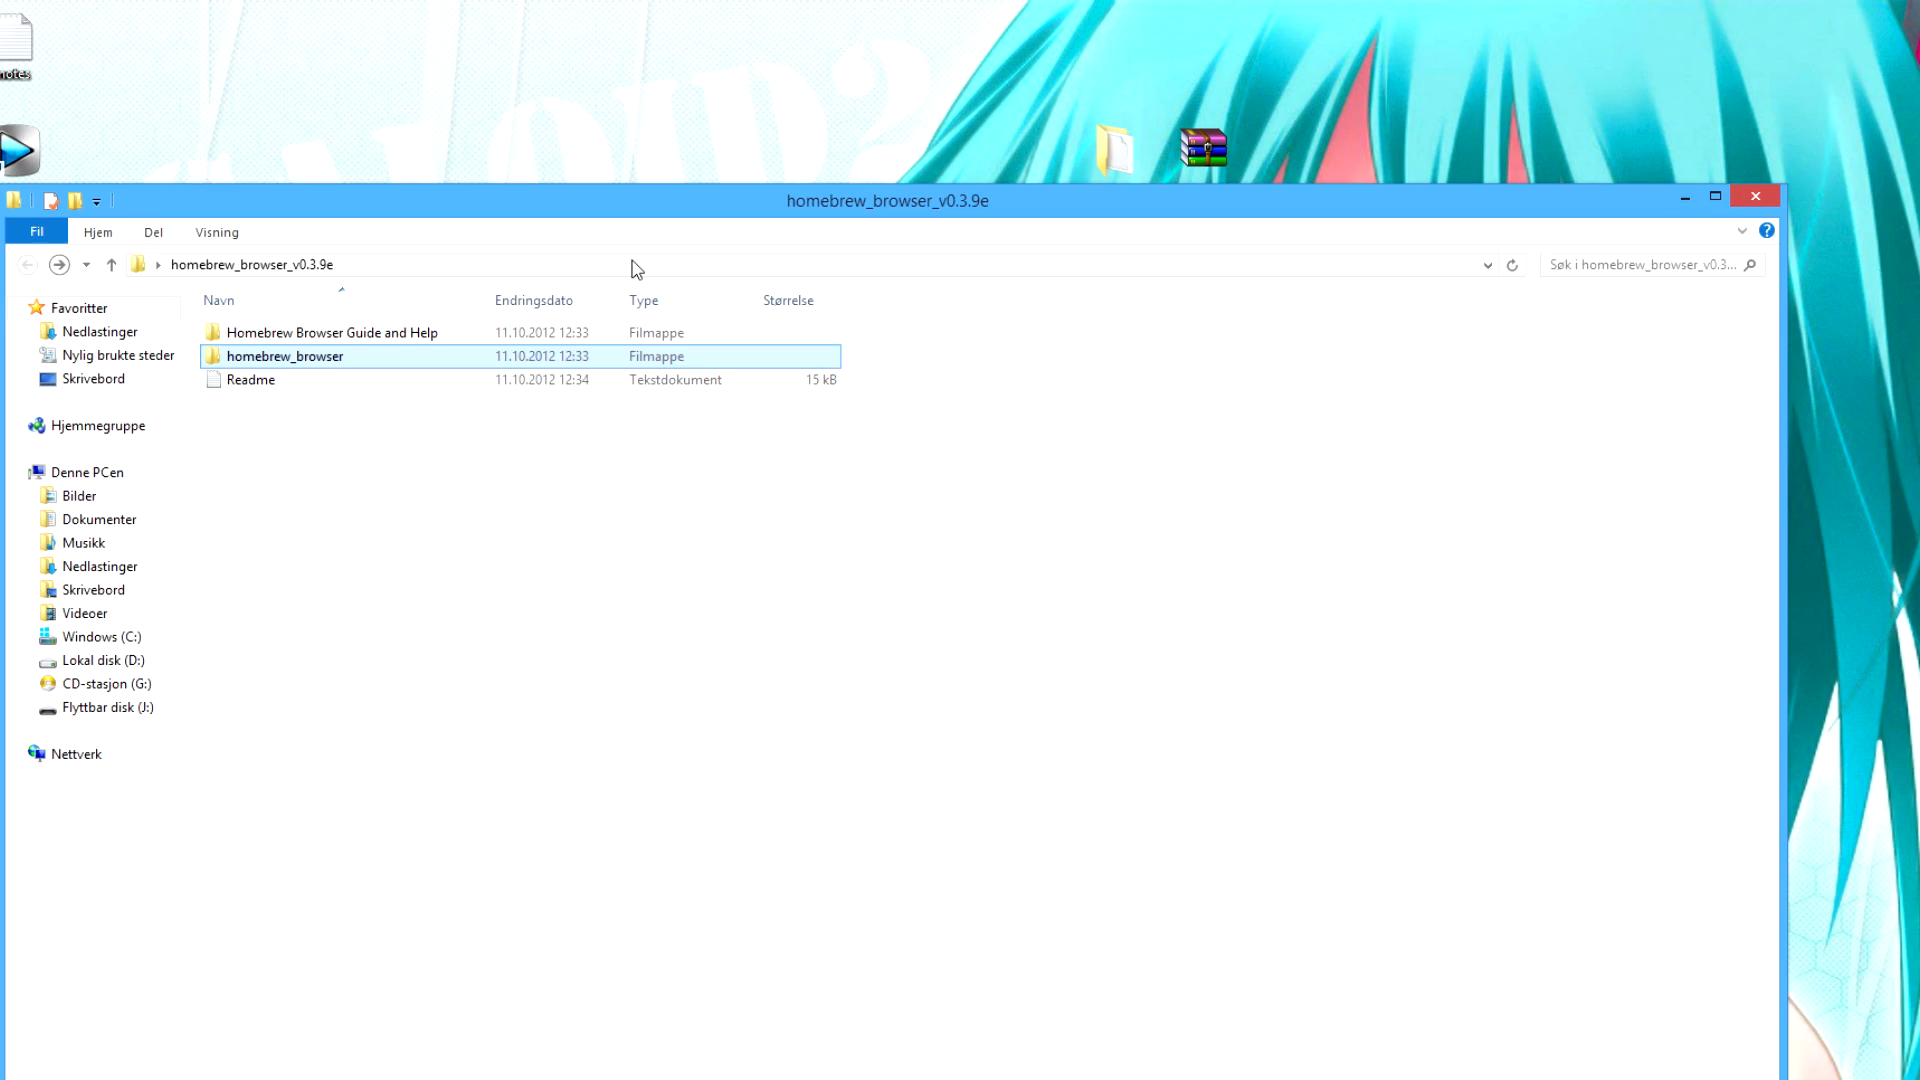 notes
homebrew_browser_v0.3.9e
Fil Hjem Del Visning
homebrew_browser_v0.3.9e
Søk i homebrew_browser_v0.3...
Navn Endringsdato Type Størrelse
Homebrew Browser Guide and Help 11.10.2012 12:33 Filmappe
homebrew_browser 11.10.2012 12:33 Filmappe
Readme 11.10.2012 12:34 Tekstdokument 15 kB
Favoritter
Nedlastinger
Nylig brukte steder
Skrivebord
Hjemmegruppe
Denne PCen
Bilder
Dokumenter
Musikk
Nedlastinger
Skrivebord
Videoer
Windows (C:)
Lokal disk (D:)
CD-stasjon (G:)
Flyttbar disk (J:)
Nettverk